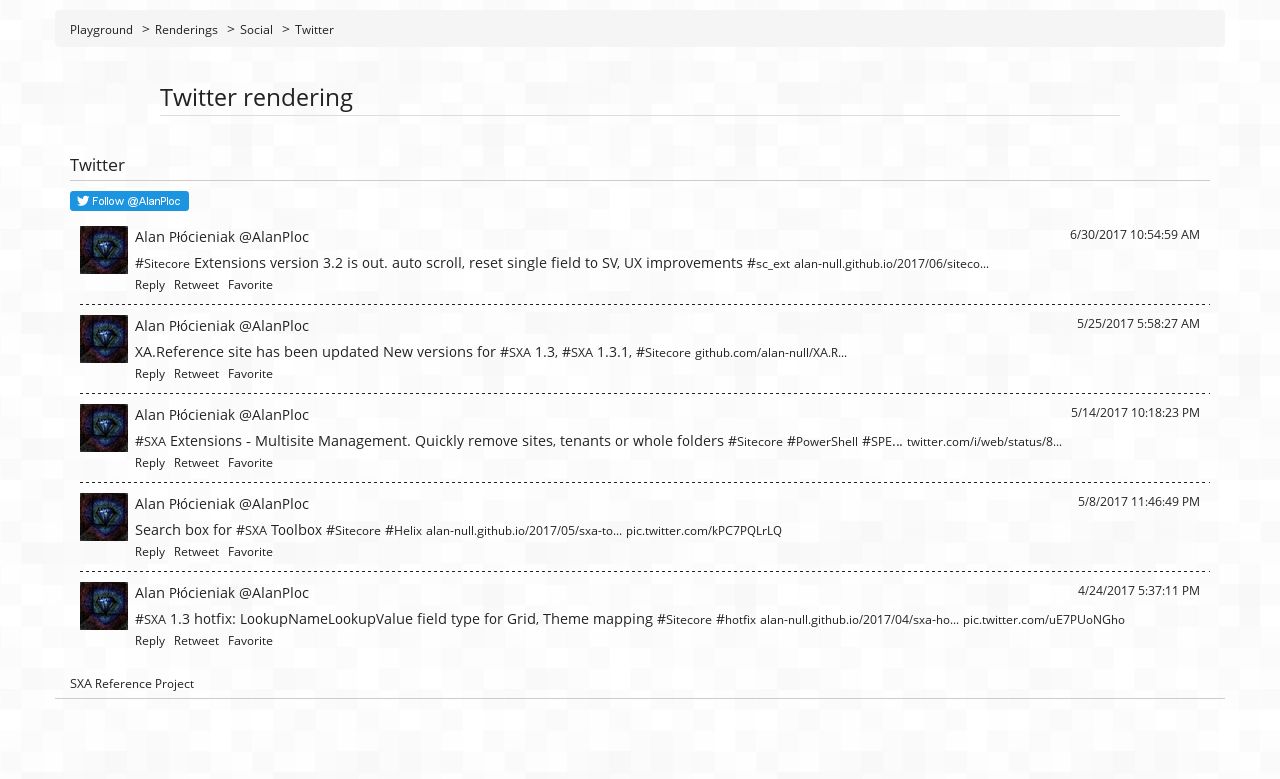 Playground > Renderings > Social > Twitter
Twitter rendering
Twitter
Follow @AlanPloc
Alan Płócieniak @AlanPloc 6/30/2017 10:54:59 AM
#Sitecore Extensions version 3.2 is out. auto scroll, reset single field to SV, UX improvements #sc_ext alan-null.github.io/2017/06/siteco...
Reply Retweet Favorite
Alan Płócieniak @AlanPloc 5/25/2017 5:58:27 AM
XA.Reference site has been updated New versions for #SXA 1.3, #SXA 1.3.1, #Sitecore github.com/alan-null/XA.R...
Reply Retweet Favorite
Alan Płócieniak @AlanPloc 5/14/2017 10:18:23 PM
#SXA Extensions - Multisite Management. Quickly remove sites, tenants or whole folders #Sitecore #PowerShell #SPE... twitter.com/i/web/status/8...
Reply Retweet Favorite
Alan Płócieniak @AlanPloc 5/8/2017 11:46:49 PM
Search box for #SXA Toolbox #Sitecore #Helix alan-null.github.io/2017/05/sxa-to... pic.twitter.com/kPC7PQLrLQ
Reply Retweet Favorite
Alan Płócieniak @AlanPloc 4/24/2017 5:37:11 PM
#SXA 1.3 hotfix: LookupNameLookupValue field type for Grid, Theme mapping #Sitecore #hotfix alan-null.github.io/2017/04/sxa-ho... pic.twitter.com/uE7PUoNGho
Reply Retweet Favorite
SXA Reference Project